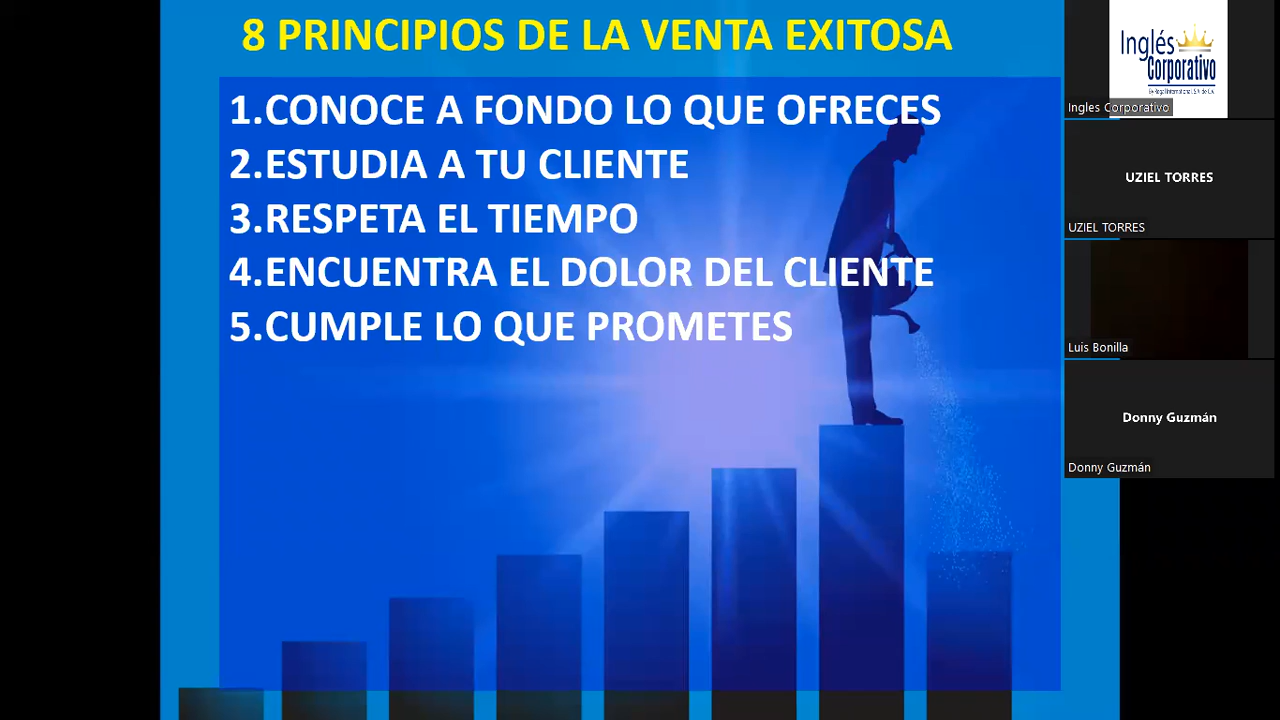 8 PRINCIPIOS DE LA VENTA EXITOSA
1.CONOCE A FONDO LO QUE OFRECES
2.ESTUDIA A TU CLIENTE
3.RESPETA EL TIEMPO
4.ENCUENTRA EL DOLOR DEL CLIENTE
5.CUMPLE LO QUE PROMETES
Inglés
Corporativo
Ingles Corporativo
UZIEL TORRES
UZIEL TORRES
Luis Bonilla
Donny Guzmán
Donny Guzmán